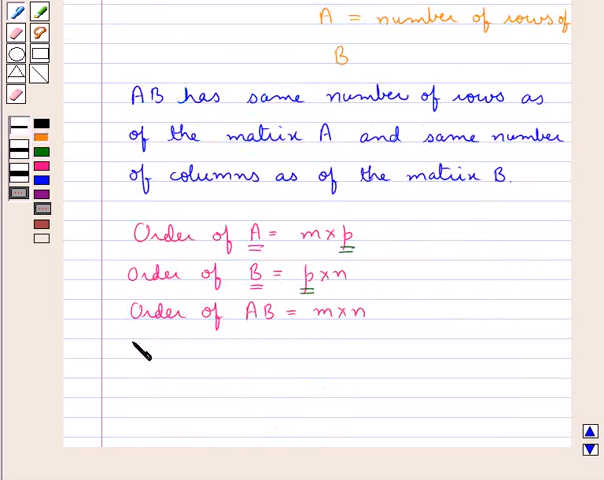 A = number of rows of
B
AB has same number of rows as
of the matrix A and same number
of columns as of the matrix B.
Order of A = m×p
Order of B = p×n
Order of AB = m×n